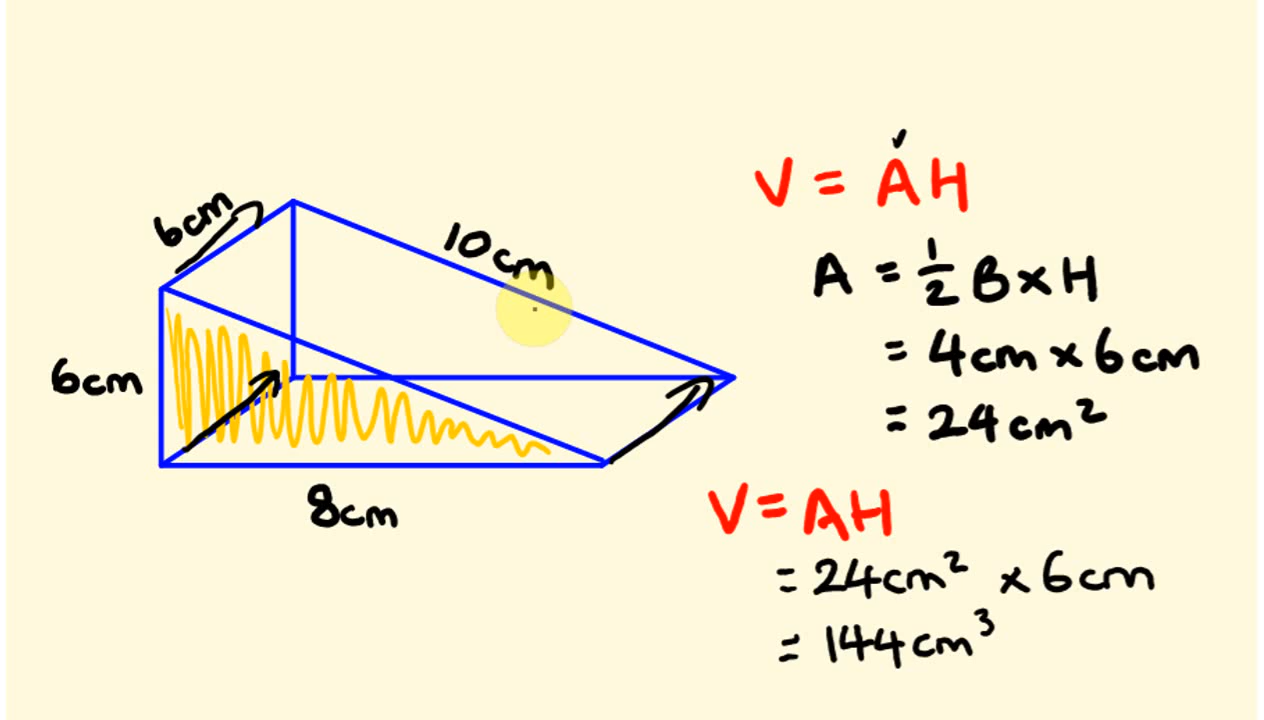 6cm
10cm
6cm
8cm
V = AH
A = 1/2 B x H
= 4cm x 6cm
= 24cm²
V = AH
= 24cm² x 6cm
= 144cm³